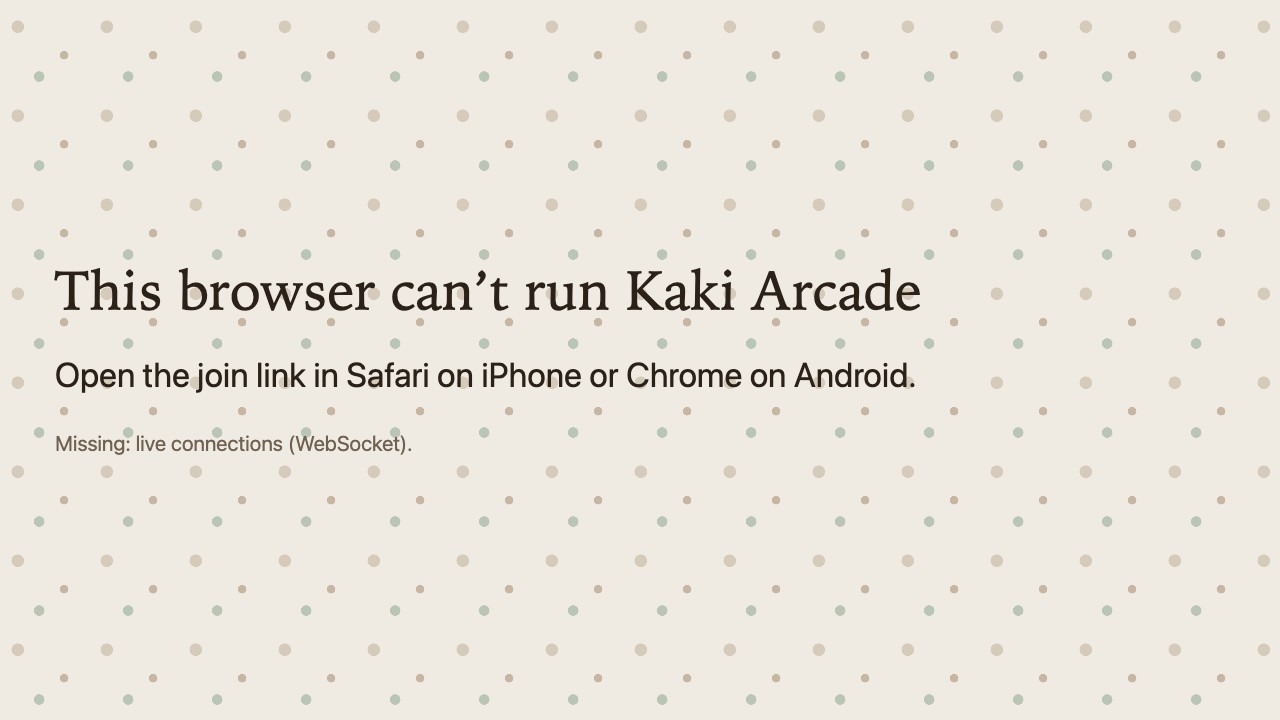 This browser can’t run Kaki Arcade
Open the join link in Safari on iPhone or Chrome on Android.
Missing: live connections (WebSocket).